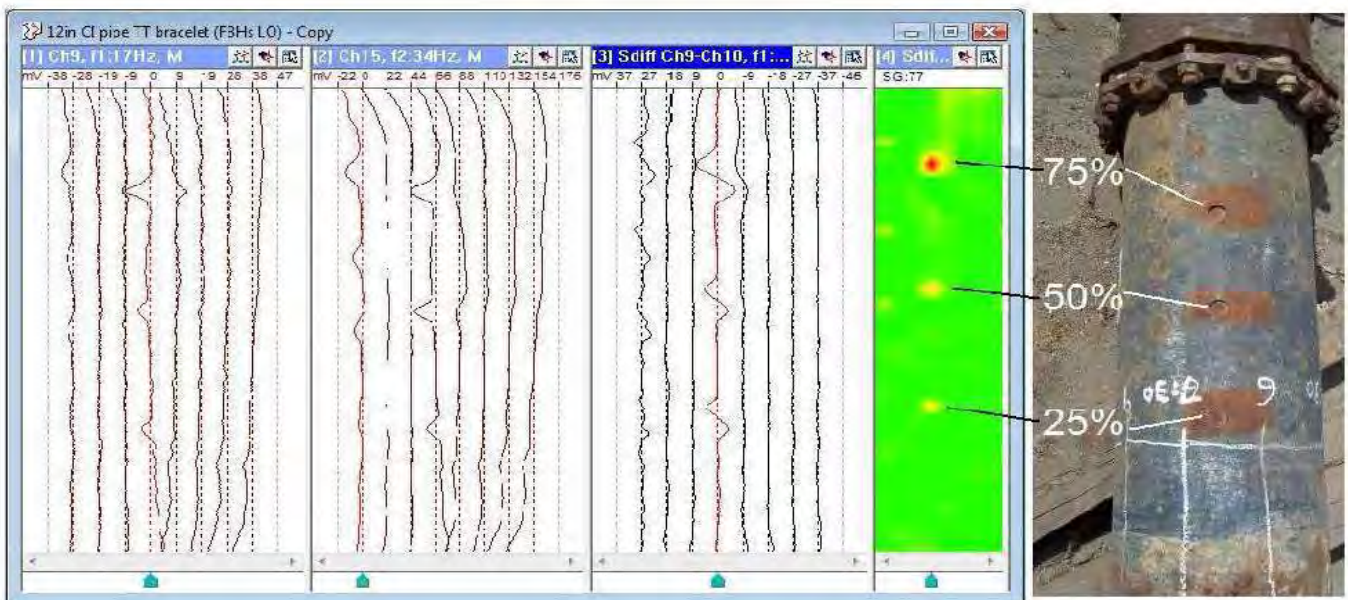 12in CI pipe TT bracelet (F3Hs LO) - Copy
[1] Ch9, f1:17Hz, M
[2] Ch15, f2:34Hz, M
[3] Sdiff Ch9-Ch10, f1:...
[4] Sdiff...
mV -38 -28 -19 -9 0 9 19 28 38 47
mV -22 0 22 44 66 88 110 132 154 176
mV 37 27 18 9 0 -9 -18 -27 -37 -46
SG:77
75%
50%
25%
6